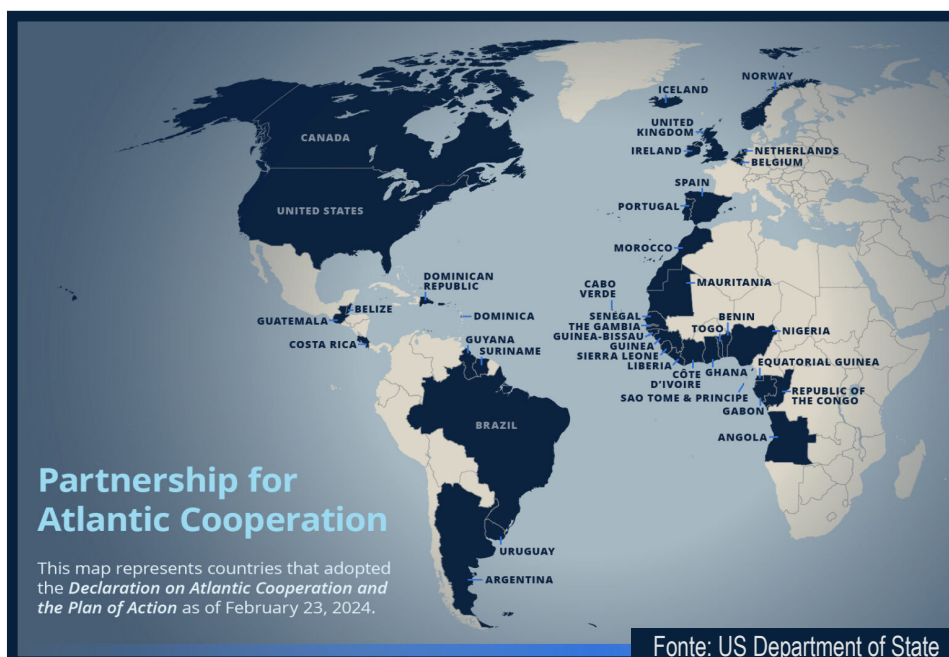 NORWAY
ICELAND
UNITED
KINGDOM
IRELAND
NETHERLANDS
BELGIUM
CANADA
SPAIN
UNITED STATES
PORTUGAL
MOROCCO
DOMINICAN
REPUBLIC
MAURITANIA
CABO
VERDE
BELIZE
GUATEMALA
DOMINICA
SENEGAL
BENIN
THE GAMBIA
TOGO
NIGERIA
GUINEA-BISSAU
COSTA RICA
GUYANA
GUINEA
SURINAME
SIERRA LEONE
EQUATORIAL GUINEA
LIBERIA
CÔTE
D'IVOIRE
GHANA
REPUBLIC OF
THE CONGO
SAO TOME & PRINCIPE
GABON
BRAZIL
ANGOLA
Partnership for
Atlantic Cooperation
URUGUAY
This map represents countries that adopted
the Declaration on Atlantic Cooperation and
the Plan of Action as of February 23, 2024.
ARGENTINA
Fonte: US Department of State